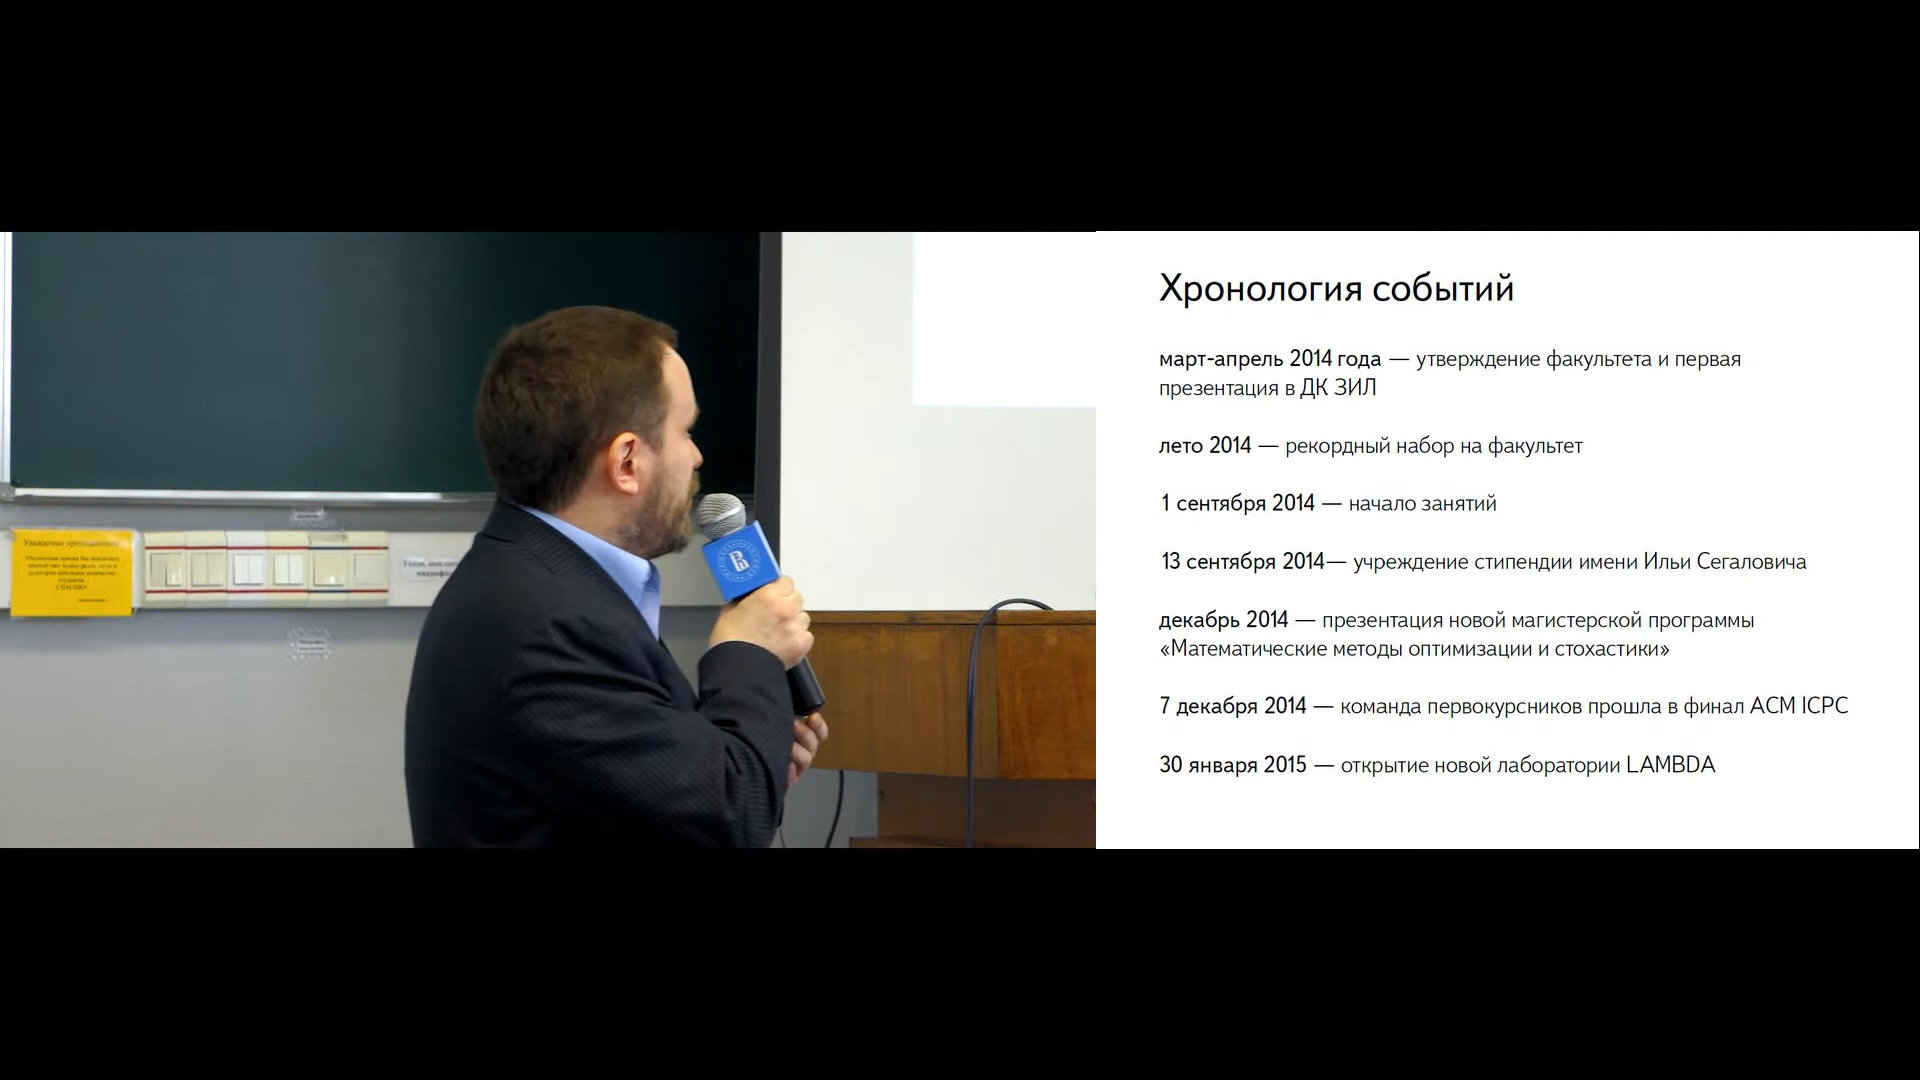 Уважаемые преподаватели!
СПАСИБО!
Хронология событий
март-апрель 2014 года — утверждение факультета и первая
презентация в ДК ЗИЛ
лето 2014 — рекордный набор на факультет
1 сентября 2014 — начало занятий
13 сентября 2014— учреждение стипендии имени Ильи Сегаловича
декабрь 2014 — презентация новой магистерской программы
«Математические методы оптимизации и стохастики»
7 декабря 2014 — команда первокурсников прошла в финал ACM ICPC
30 января 2015 — открытие новой лаборатории LAMBDA